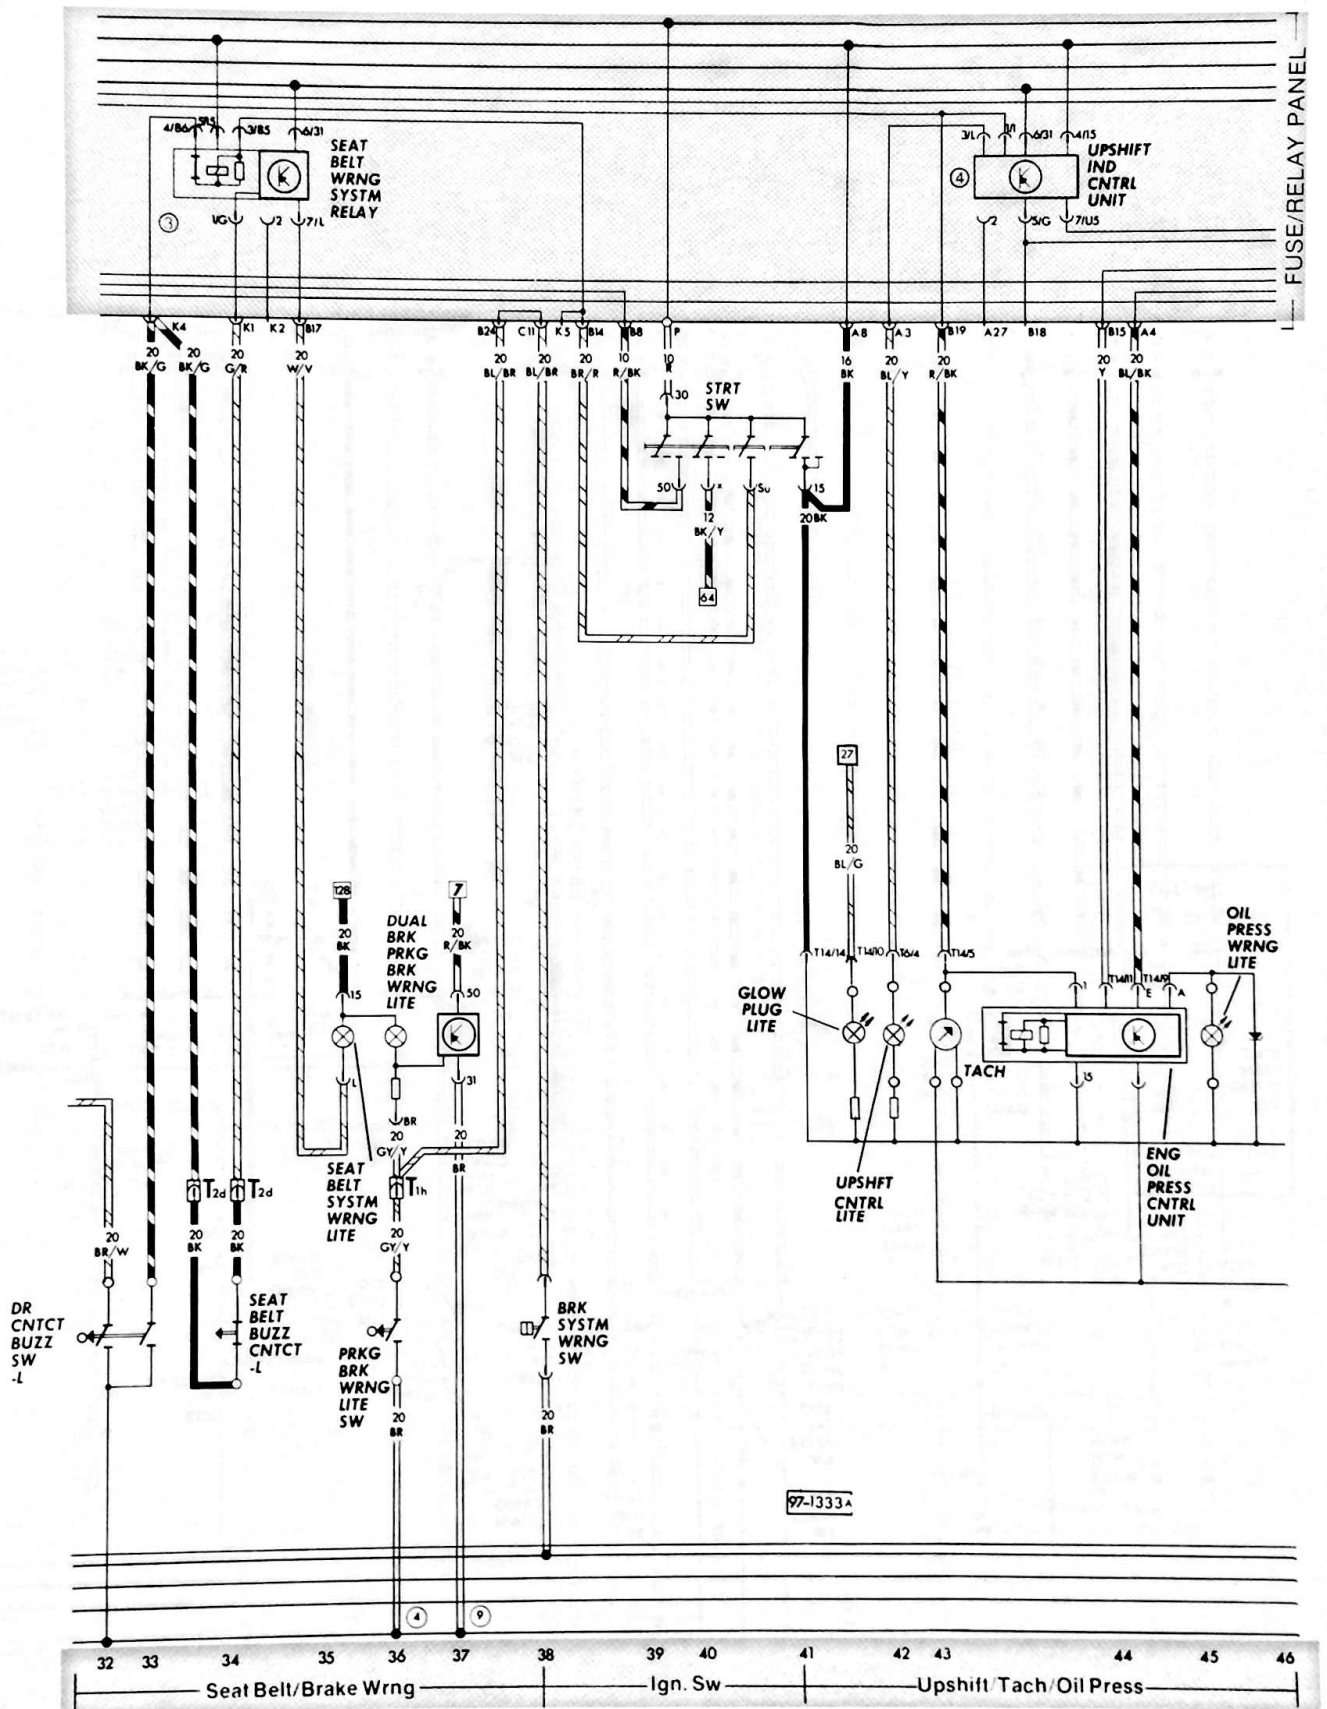 FUSE/RELAY PANEL
4/86
5/15
3/85
6/31
SEAT
BELT
WRNG
SYSTM
RELAY
3
1/G
2
7/L
3/L
1/1
6/31
4/15
UPSHIFT
IND
CNTRL
UNIT
4
2
5/G
7/U5
K4
K1
K2
B17
B24
C11
K5
B14
B8
P
A8
A3
B19
A27
B18
B15
A4
20
BK/G
20
BK/G
20
G/R
20
W/V
20
BL/BR
20
BL/BR
20
BR/R
10
R/BK
10
R
16
BK
20
BL/Y
20
R/BK
20
Y
20
BL/BK
30
STRT
SW
50
x
Su
15
12
BK/Y
20 BK
64
27
20
BL/G
128
20
BK
15
DUAL
BRK
PRKG
BRK
WRNG
LITE
7
20
R/BK
50
L
31
BR
20
GY/Y
20
BR
T1h
20
GY/Y
SEAT
BELT
SYSTM
WRNG
LITE
T2d
T2d
20
BK
20
BK
20
BR/W
DR
CNTCT
BUZZ
SW
-L
SEAT
BELT
BUZZ
CNTCT
-L
PRKG
BRK
WRNG
LITE
SW
20
BR
BRK
SYSTM
WRNG
SW
20
BR
T14/14
T14/10
T6/4
T14/5
1
T14/11
T14/9
E
A
GLOW
PLUG
LITE
TACH
OIL
PRESS
WRNG
LITE
15
UPSHFT
CNTRL
LITE
ENG
OIL
PRESS
CNTRL
UNIT
97-1333A
4
9
32 33 34 35 36 37 38 39 40 41 42 43 44 45 46
Seat Belt/Brake Wrng
Ign. Sw
Upshift/Tach/Oil Press